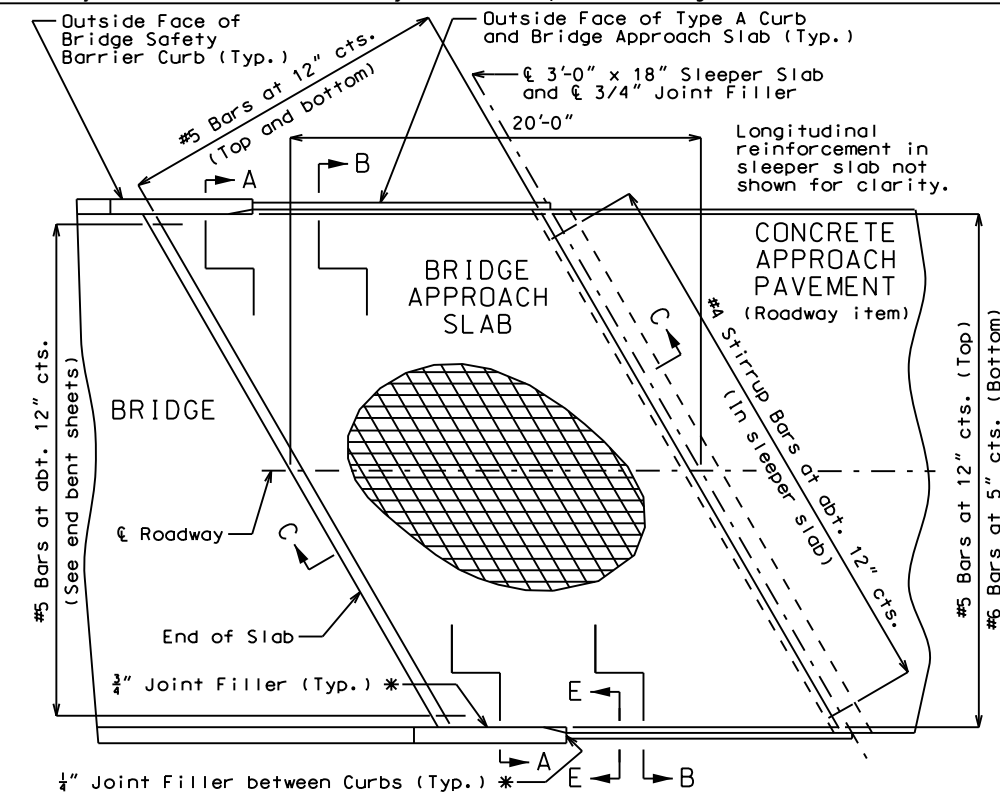 Outside Face of
Bridge Safety
Barrier Curb (Typ.)
#5 Bars at 12" cts.
(Top and bottom)
Outside Face of Type A Curb
and Bridge Approach Slab (Typ.)
℄ 3'-0" x 18" Sleeper Slab
and ℄ 3/4" Joint Filler
20'-0"
Longitudinal
reinforcement in
sleeper slab not
shown for clarity.
A
B
BRIDGE
APPROACH
SLAB
CONCRETE
APPROACH
PAVEMENT
(Roadway item)
C
#4 Stirrup Bars at abt. 12" cts.
(In sleeper slab)
BRIDGE
#5 Bars at abt. 12" cts.
(See end bent sheets)
#5 Bars at 12" cts. (Top)
#6 Bars at 5" cts. (Bottom)
℄ Roadway
C
End of Slab
¾" Joint Filler (Typ.) *
E
A
E
B
¼" Joint Filler between Curbs (Typ.) *